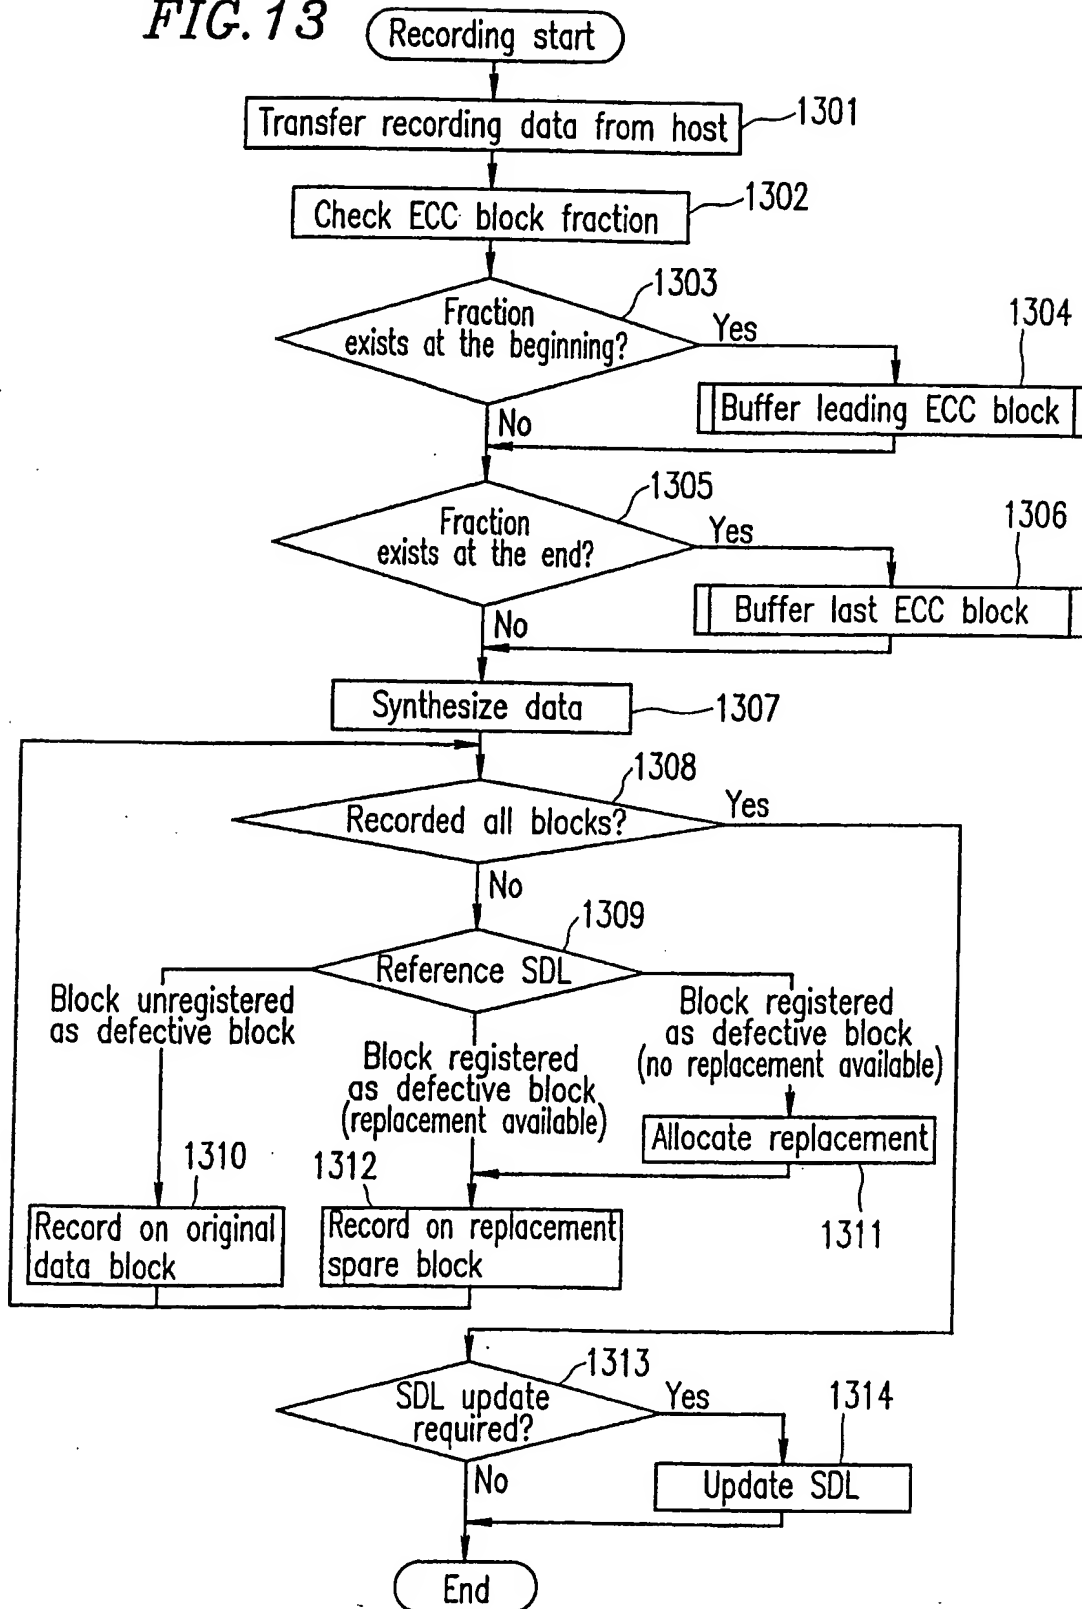 FIG. 13
Recording start
Transfer recording data from host
1301
Check ECC block fraction
1302
1303
Fraction
exists at the beginning?
Yes
1304
Buffer leading ECC block
No
1305
Fraction
exists at the end?
Yes
1306
Buffer last ECC block
No
Synthesize data
1307
1308
Recorded all blocks?
Yes
No
1309
Reference SDL
Block unregistered
as defective block
Block registered
as defective block
(replacement available)
Block registered
as defective block
(no replacement available)
Allocate replacement
1311
1310
Record on original
data block
1312
Record on replacement
spare block
1313
SDL update
required?
Yes
1314
Update SDL
No
End